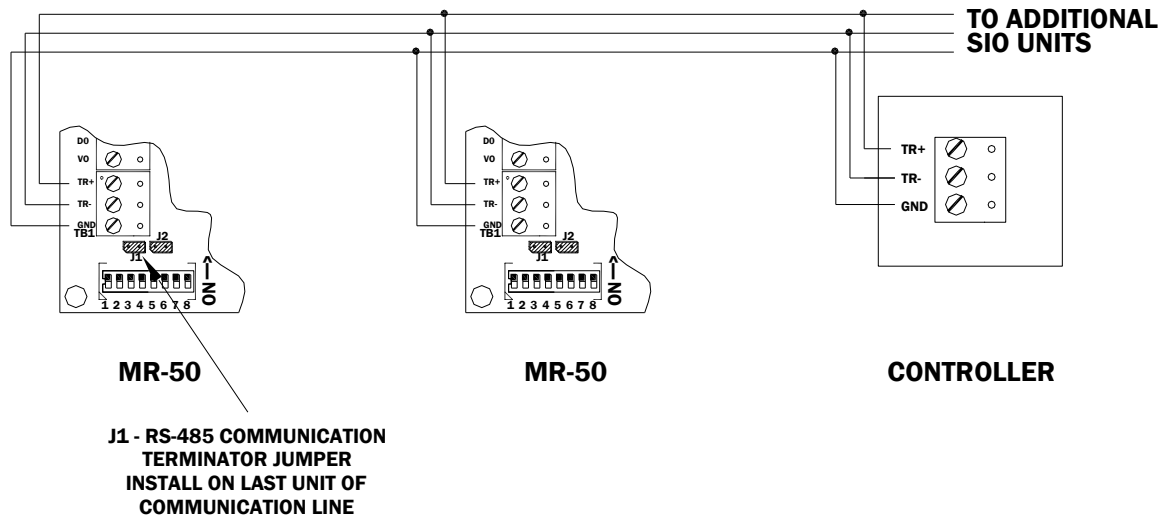 TO ADDITIONAL
SIO UNITS
D0
VO
TR+
TR-
GND
TB1
J1
J2
ON —>
1 2 3 4 5 6 7 8
D0
VO
TR+
TR-
GND
TB1
J1
J2
ON —>
1 2 3 4 5 6 7 8
TR+
TR-
GND
MR-50
MR-50
CONTROLLER
J1 - RS-485 COMMUNICATION
TERMINATOR JUMPER
INSTALL ON LAST UNIT OF
COMMUNICATION LINE